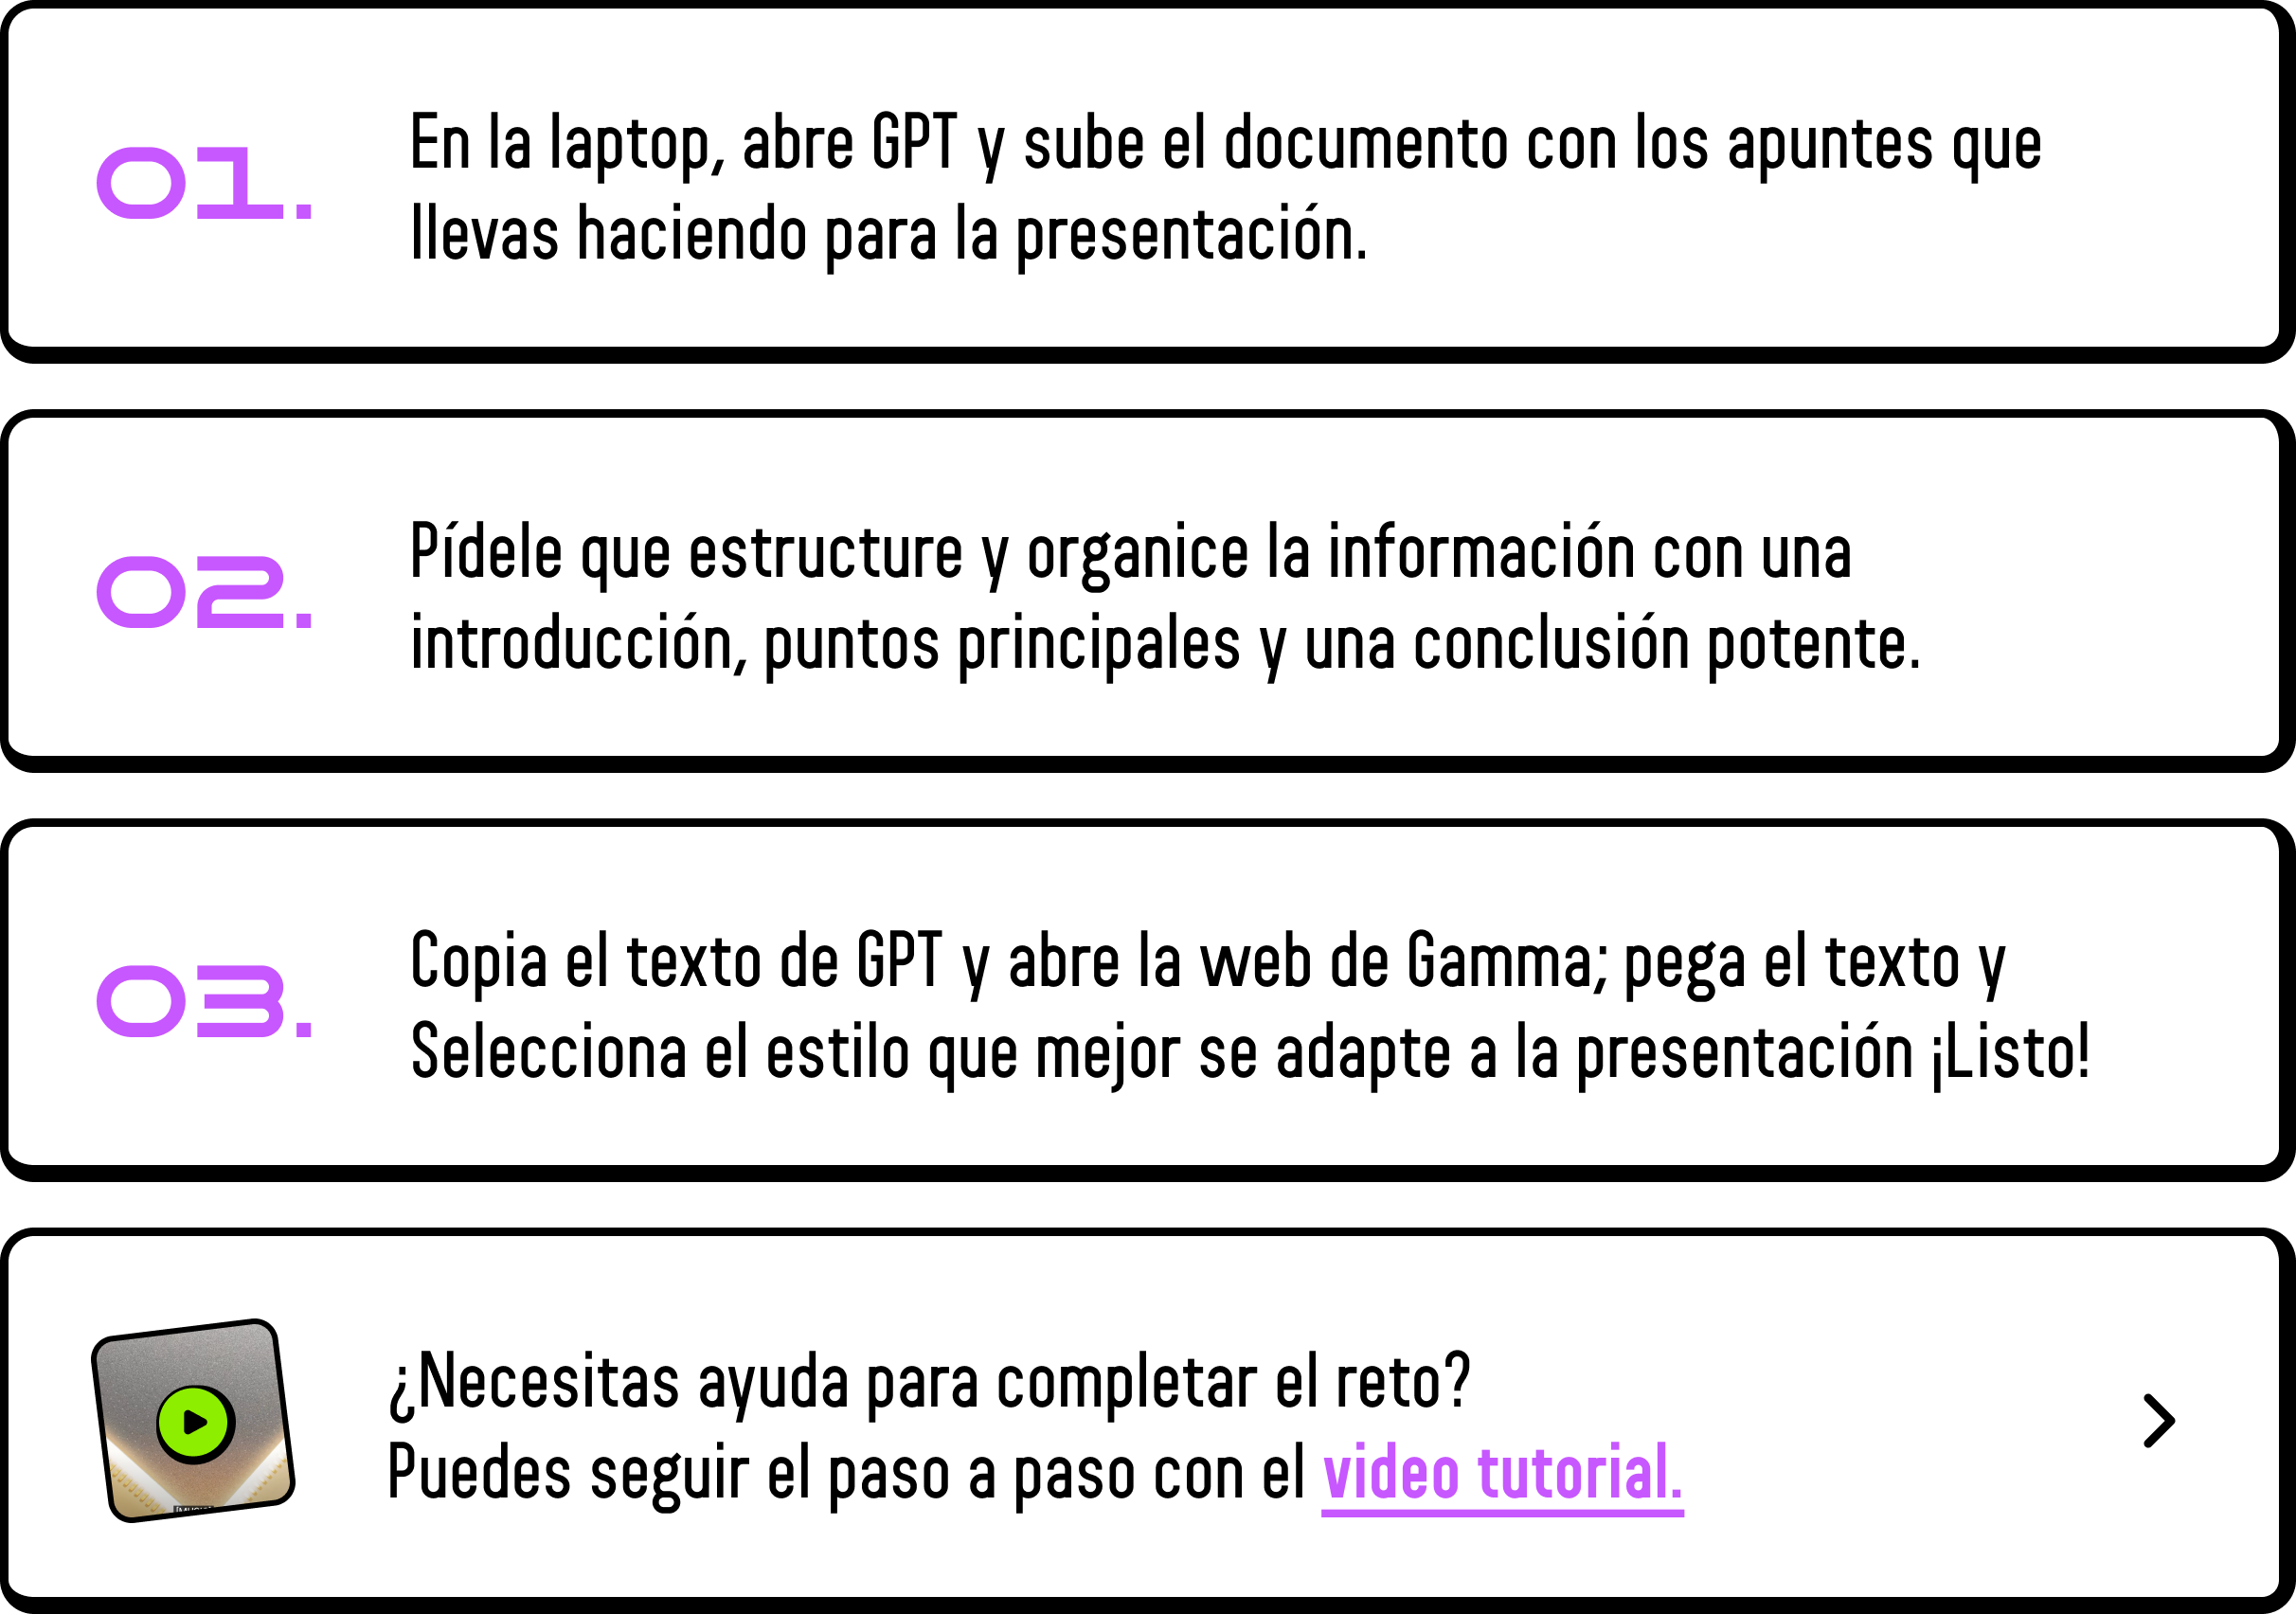 01.
En la laptop, abre GPT y sube el documento con los apuntes que
llevas haciendo para la presentación.
02.
Pídele que estructure y organice la información con una
introducción, puntos principales y una conclusión potente.
03.
Copia el texto de GPT y abre la web de Gamma; pega el texto y
Selecciona el estilo que mejor se adapte a la presentación ¡Listo!
¿Necesitas ayuda para completar el reto?
Puedes seguir el paso a paso con el video tutorial.